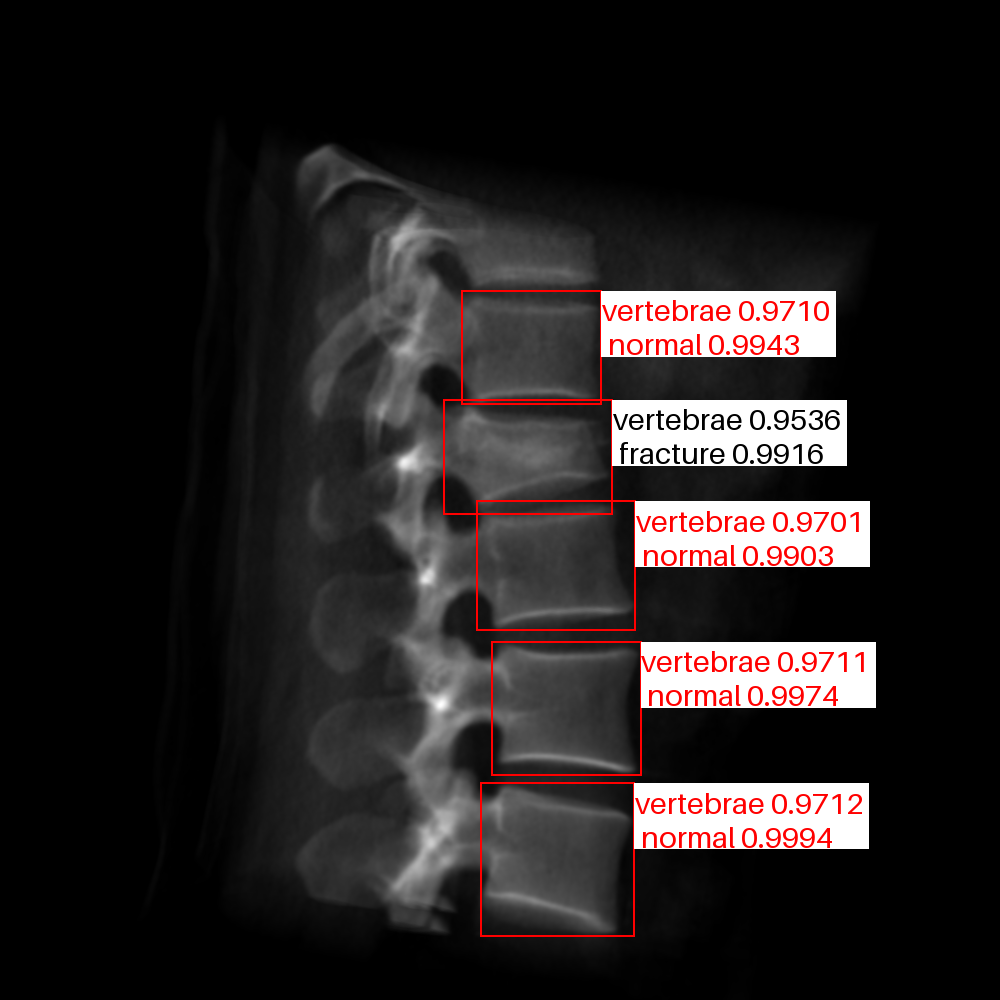 vertebrae 0.9710
normal 0.9943
vertebrae 0.9536
fracture 0.9916
vertebrae 0.9701
normal 0.9903
vertebrae 0.9711
normal 0.9974
vertebrae 0.9712
normal 0.9994